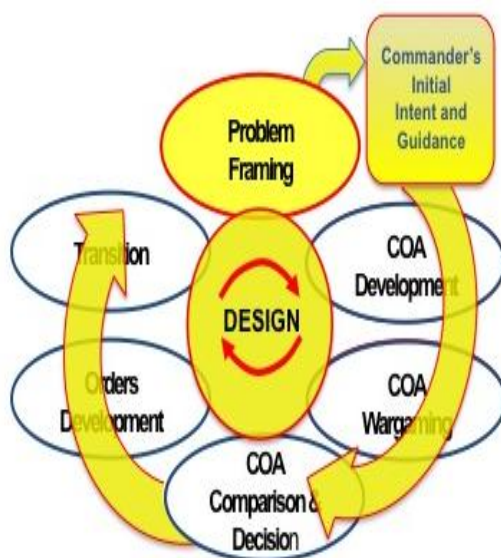 Commander's
Initial
Intent and
Guidance
Problem
Framing
Transition
COA
Development
DESIGN
Orders
Development
COA
Wargaming
COA
Comparison &
Decision